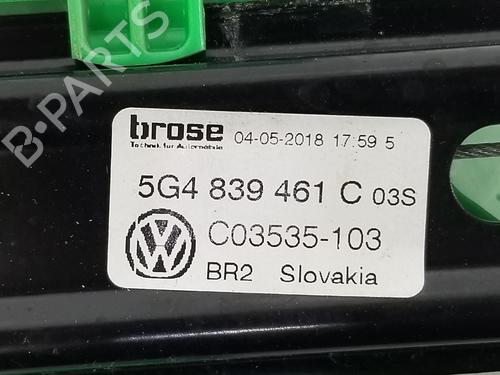 brose 04-05-2018 17:59 5
Technik für Automobile
5G4 839 461 C 03S
C03535-103
BR2 Slovakia
B-PARTS